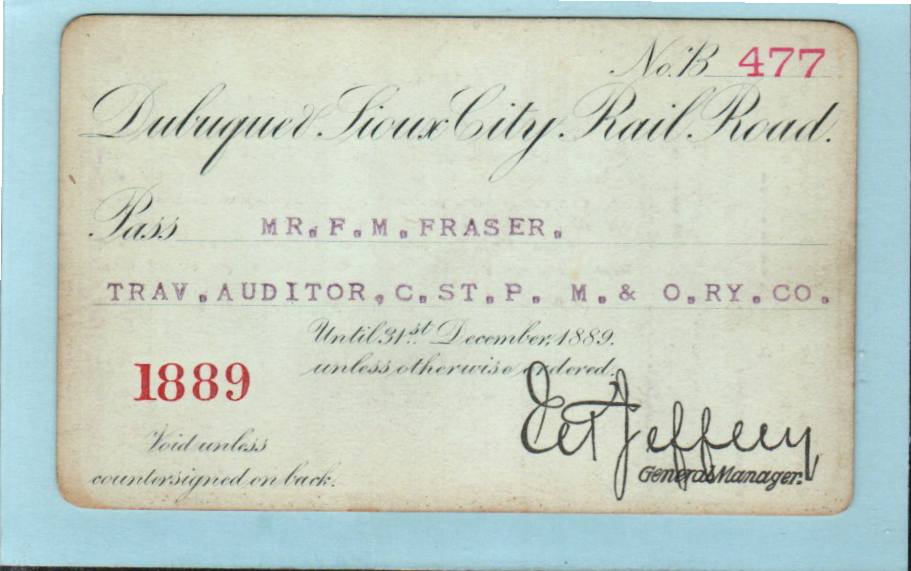 No. B 477
Dubuque & Sioux City Rail Road.
Pass MR. F. M. FRASER.
TRAV. AUDITOR, C. ST. P. M. & O. RY. CO.
Until 31st December, 1889.
unless otherwise ordered.
1889
Void unless
countersigned on back.
Jeffery
General Manager.